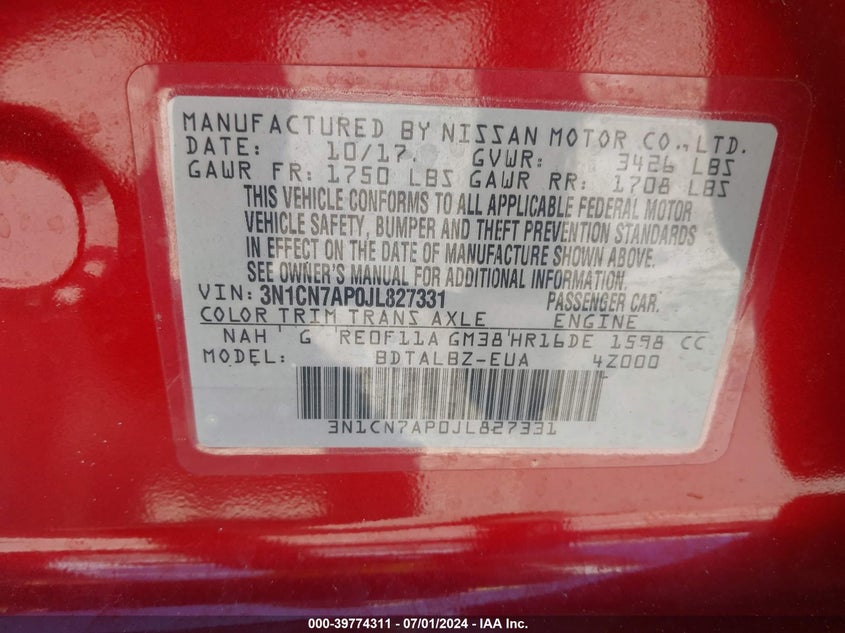 MANUFACTURED BY NISSAN MOTOR CO., LTD.
DATE: 10/17. GVWR: 3426 LBS
GAWR FR: 1750 LBS GAWR RR: 1708 LBS
THIS VEHICLE CONFORMS TO ALL APPLICABLE FEDERAL MOTOR
VEHICLE SAFETY, BUMPER AND THEFT PREVENTION STANDARDS
IN EFFECT ON THE DATE OF MANUFACTURE SHOWN ABOVE.
SEE OWNER'S MANUAL FOR ADDITIONAL INFORMATION.
VIN: 3N1CN7AP0JL827331 PASSENGER CAR.
COLOR TRIM TRANS AXLE ENGINE
NAH G RE0F11A GM38 HR16DE 1598 CC
MODEL: BDTALBZ-EUA 4Z000
3N1CN7AP0JL827331
000-39774311 - 07/01/2024 - IAA Inc.